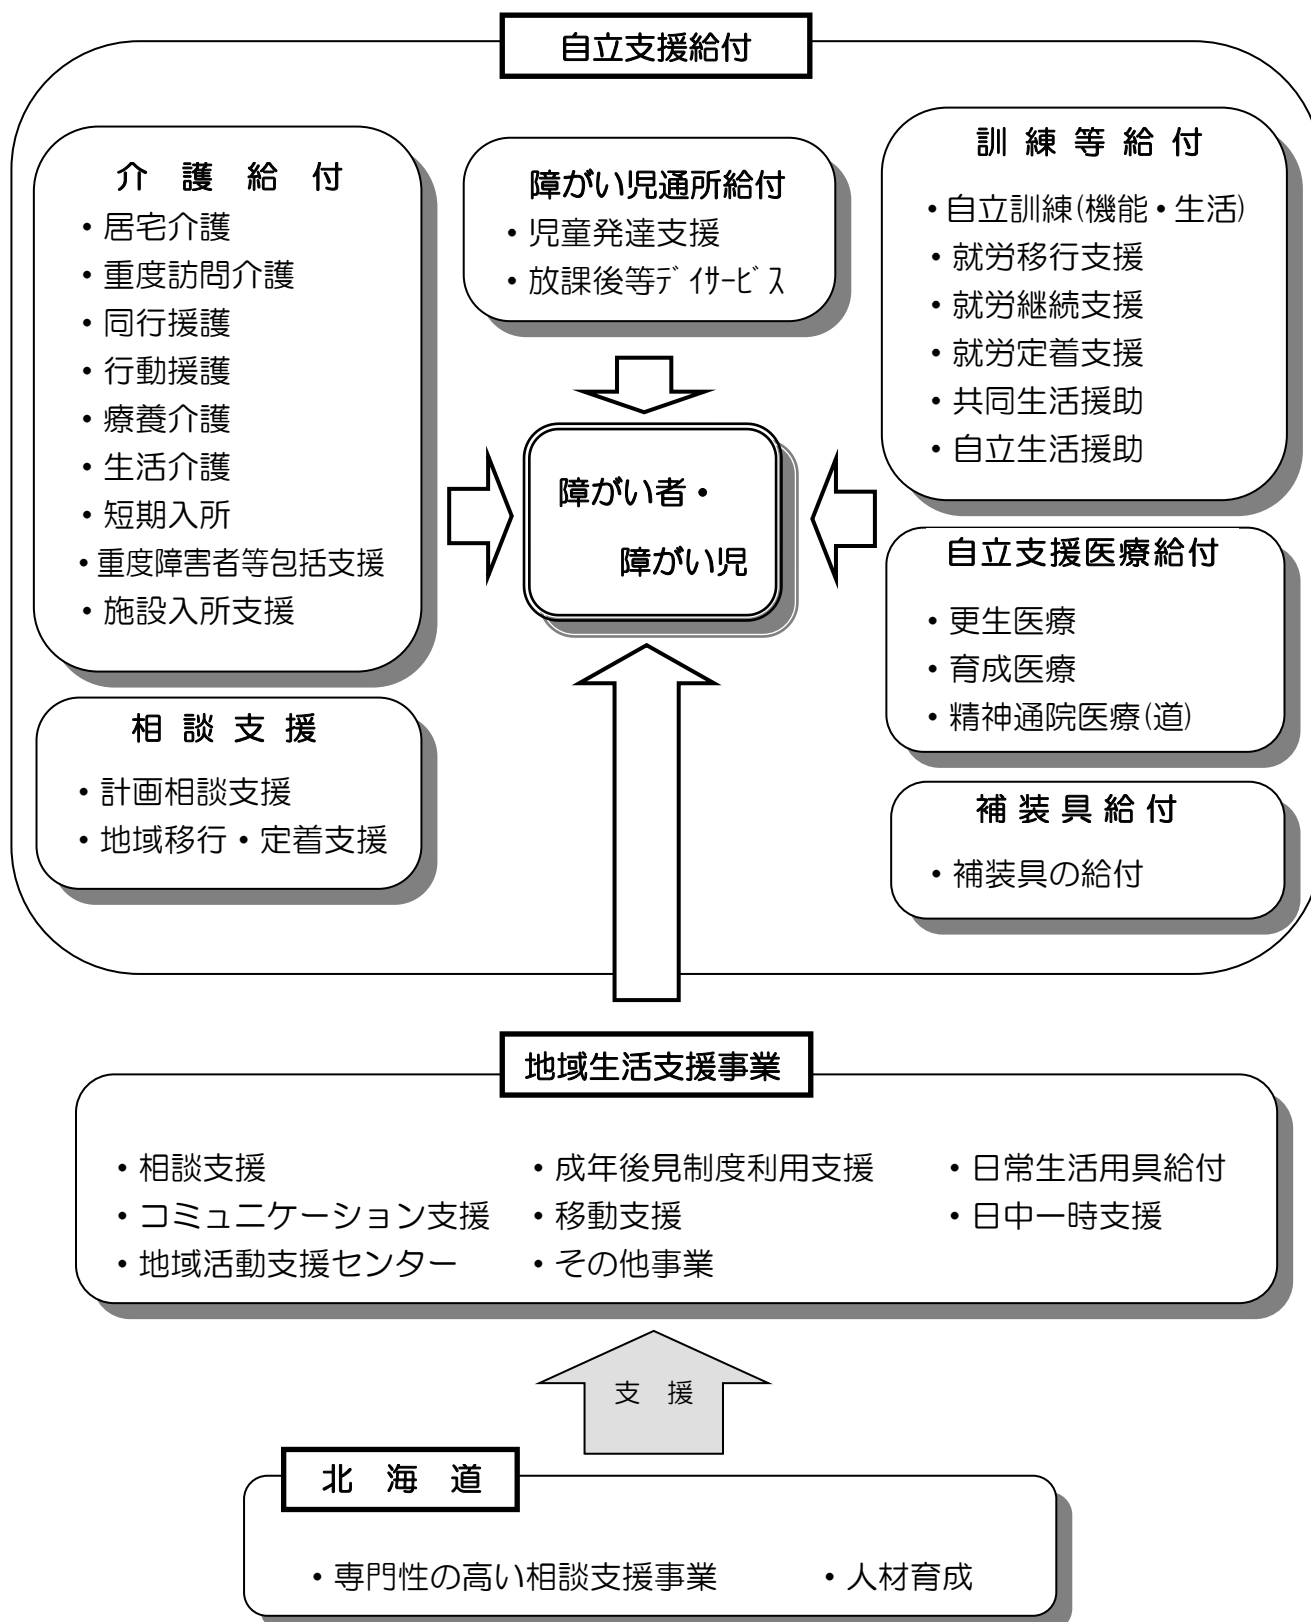 自立支援給付
介護給付
・居宅介護
・重度訪問介護
・同行援護
・行動援護
・療養介護
・生活介護
・短期入所
・重度障害者等包括支援
・施設入所支援
相談支援
・計画相談支援
・地域移行・定着支援
障がい児通所給付
・児童発達支援
・放課後等ﾃﾞｲｻｰﾋﾞｽ
障がい者・
障がい児
訓練等給付
・自立訓練(機能・生活)
・就労移行支援
・就労継続支援
・就労定着支援
・共同生活援助
・自立生活援助
自立支援医療給付
・更生医療
・育成医療
・精神通院医療(道)
補装具給付
・補装具の給付
地域生活支援事業
・相談支援
・コミュニケーション支援
・地域活動支援センター
・成年後見制度利用支援
・移動支援
・その他事業
・日常生活用具給付
・日中一時支援
支　援
北　海　道
・専門性の高い相談支援事業
・人材育成